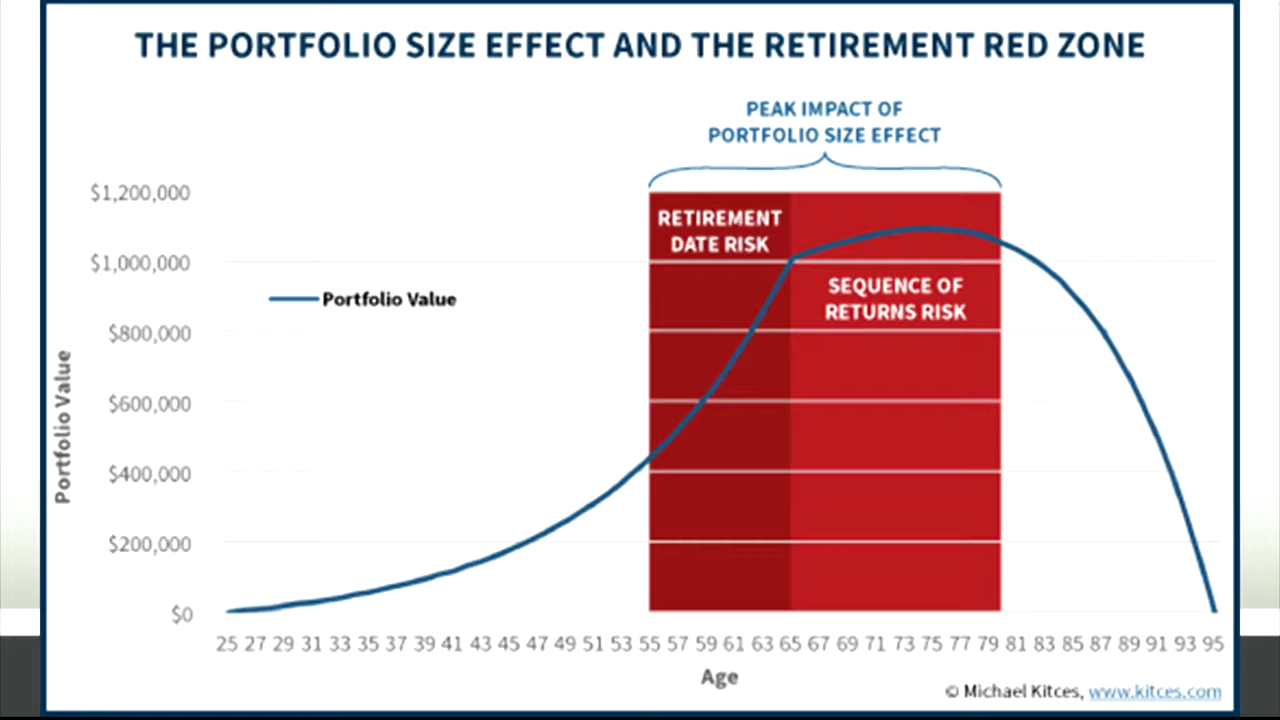 THE PORTFOLIO SIZE EFFECT AND THE RETIREMENT RED ZONE
PEAK IMPACT OF
PORTFOLIO SIZE EFFECT
$1,200,000
$1,000,000
$800,000
$600,000
$400,000
$200,000
$0
Portfolio Value
RETIREMENT
DATE RISK
SEQUENCE OF
RETURNS RISK
Portfolio Value
25 27 29 31 33 35 37 39 41 43 45 47 49 51 53 55 57 59 61 63 65 67 69 71 73 75 77 79 81 83 85 87 89 91 93 95
Age
© Michael Kitces, www.kitces.com